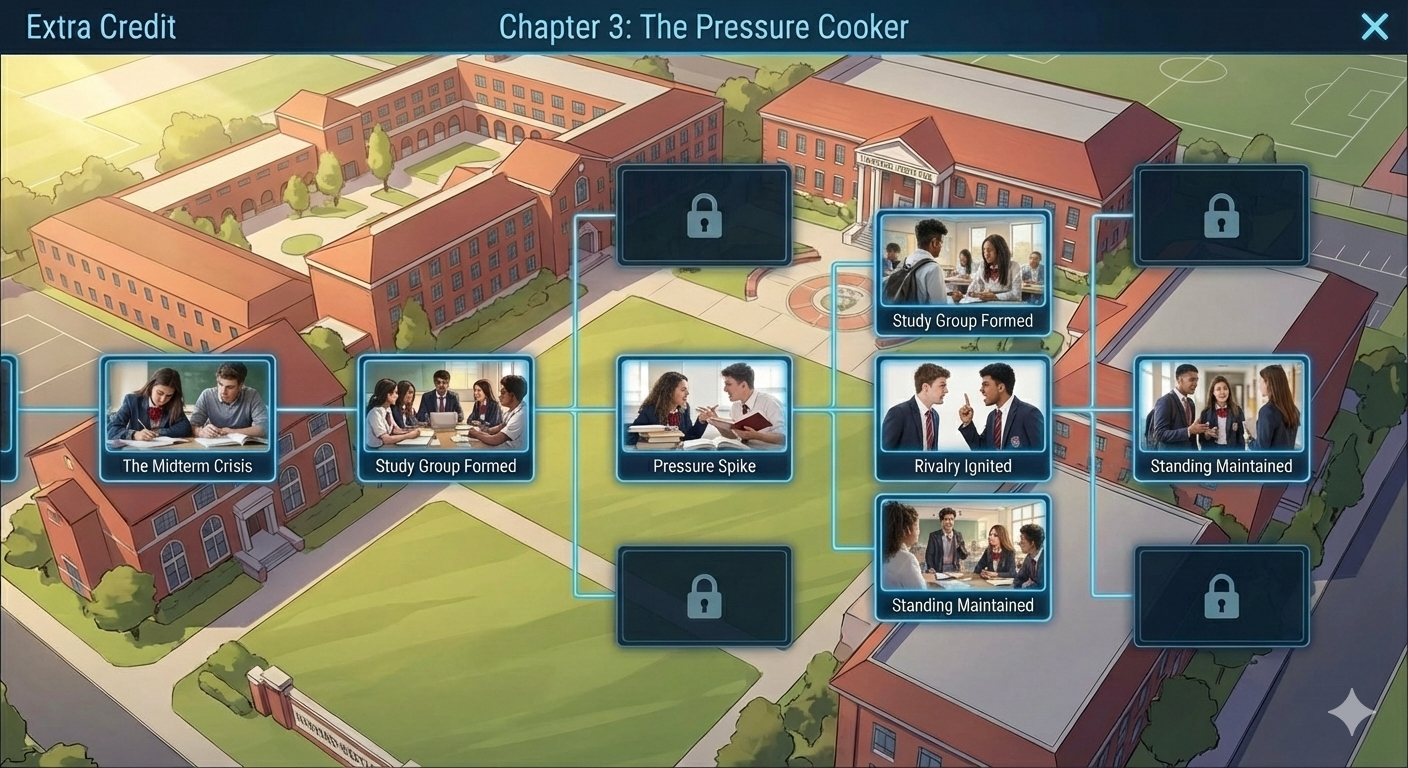 Extra Credit
Chapter 3: The Pressure Cooker
Study Group Formed
The Midterm Crisis
Study Group Formed
Pressure Spike
Rivalry Ignited
Standing Maintained
Standing Maintained